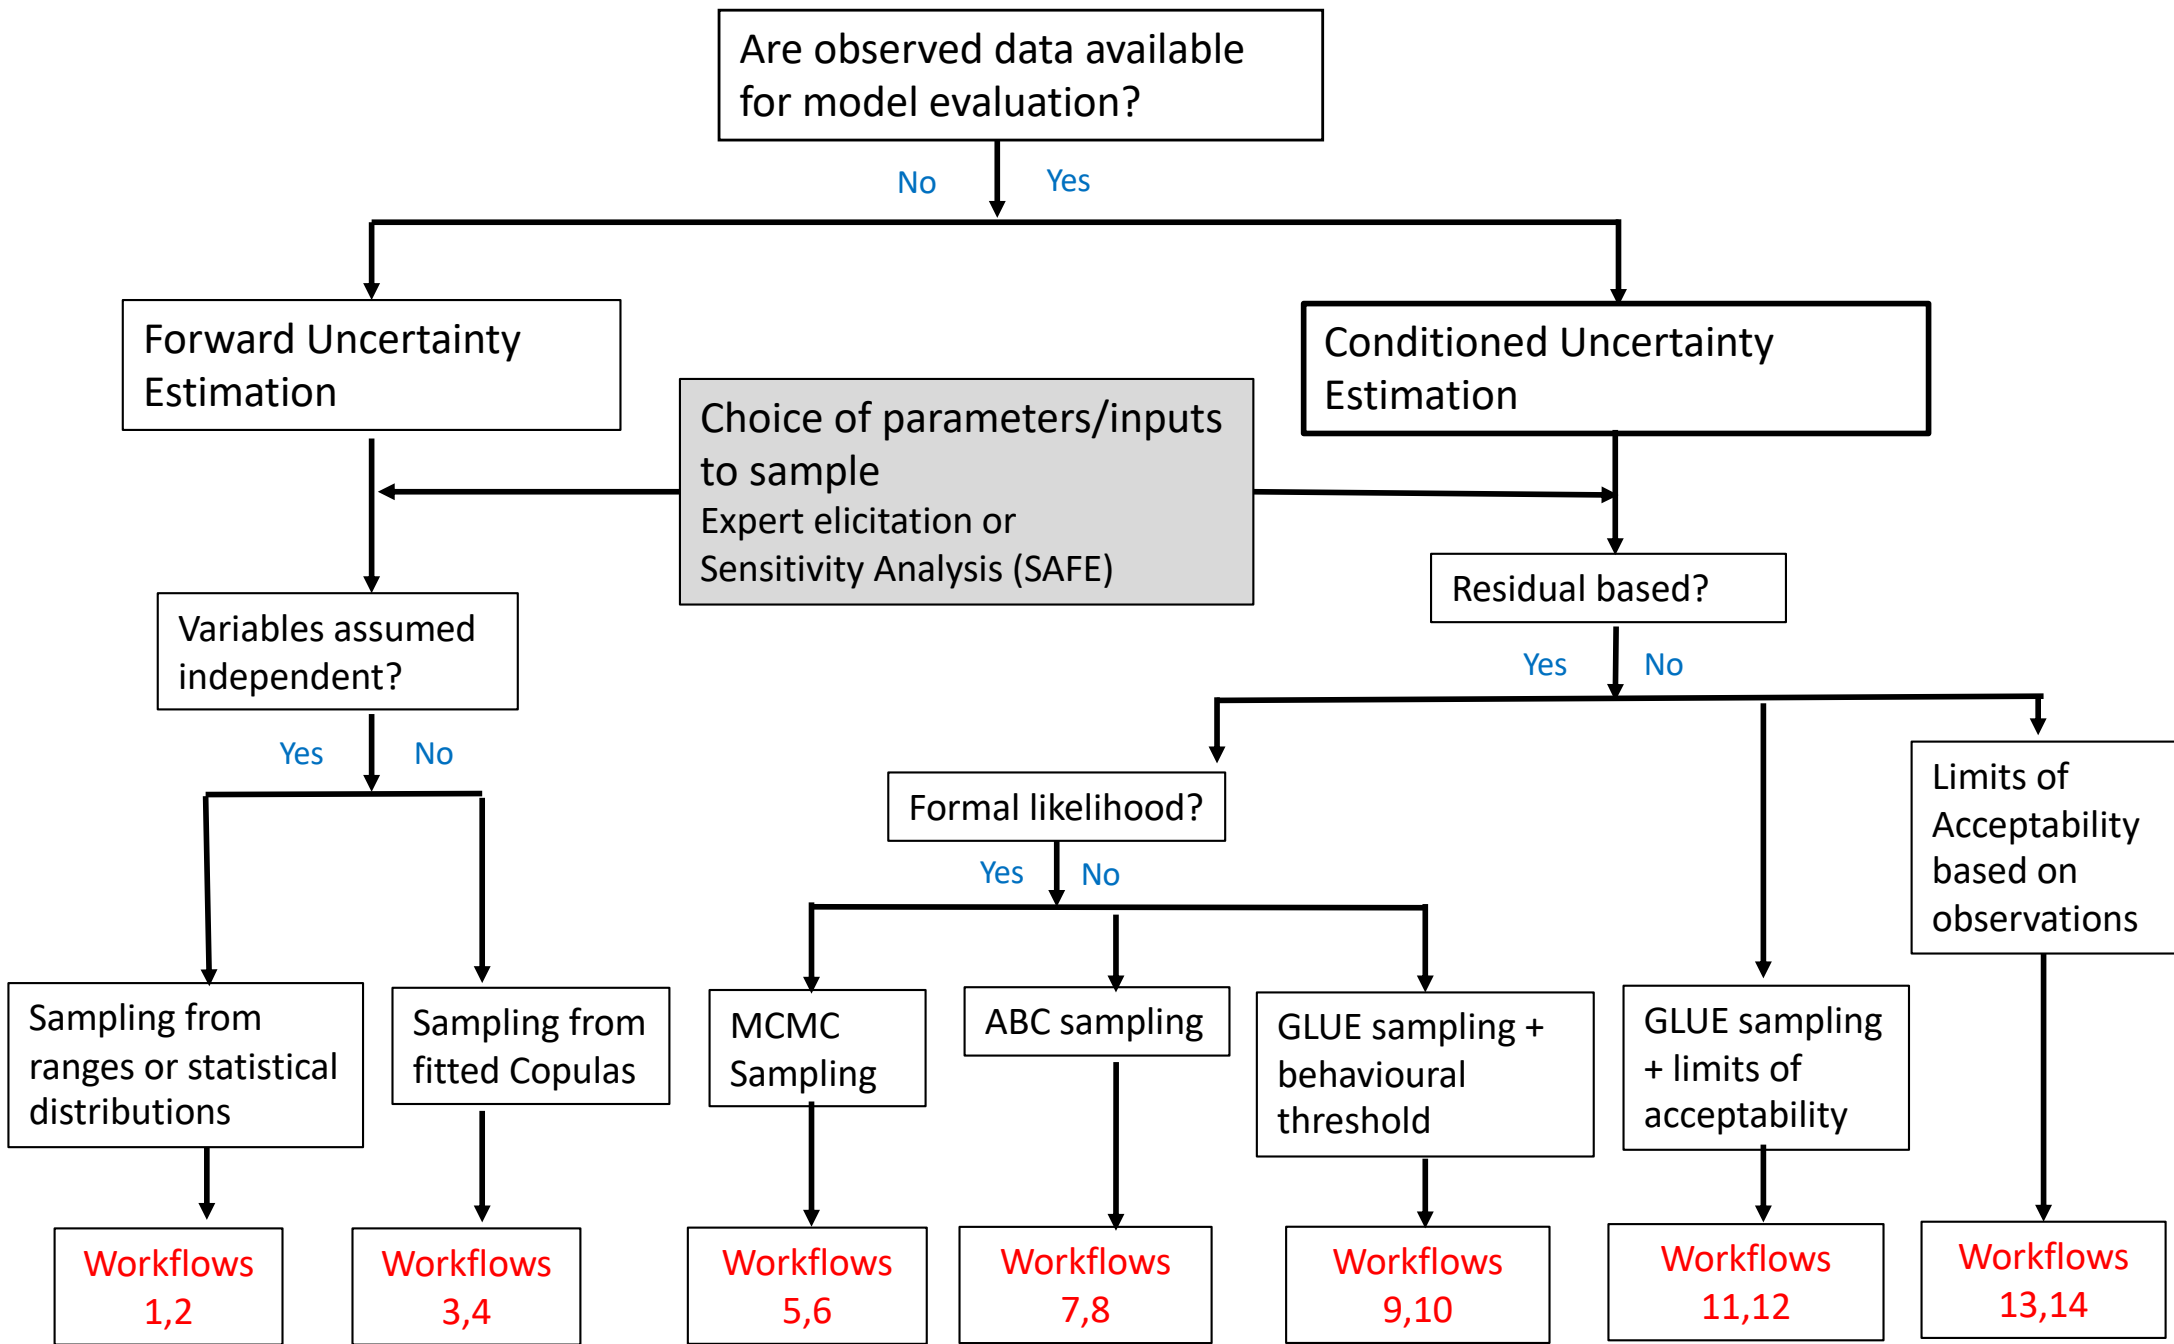 Are observed data available
for model evaluation?
No
Yes
Forward Uncertainty
Estimation
Conditioned Uncertainty
Estimation
Choice of parameters/inputs
to sample
Expert elicitation or
Sensitivity Analysis (SAFE)
Variables assumed
independent?
Residual based?
Yes
No
Yes
No
Formal likelihood?
Yes
No
Limits of
Acceptability
based on
observations
Sampling from
ranges or statistical
distributions
Sampling from
fitted Copulas
MCMC
Sampling
ABC sampling
GLUE sampling +
behavioural
threshold
GLUE sampling
+ limits of
acceptability
Workflows
1,2
Workflows
3,4
Workflows
5,6
Workflows
7,8
Workflows
9,10
Workflows
11,12
Workflows
13,14